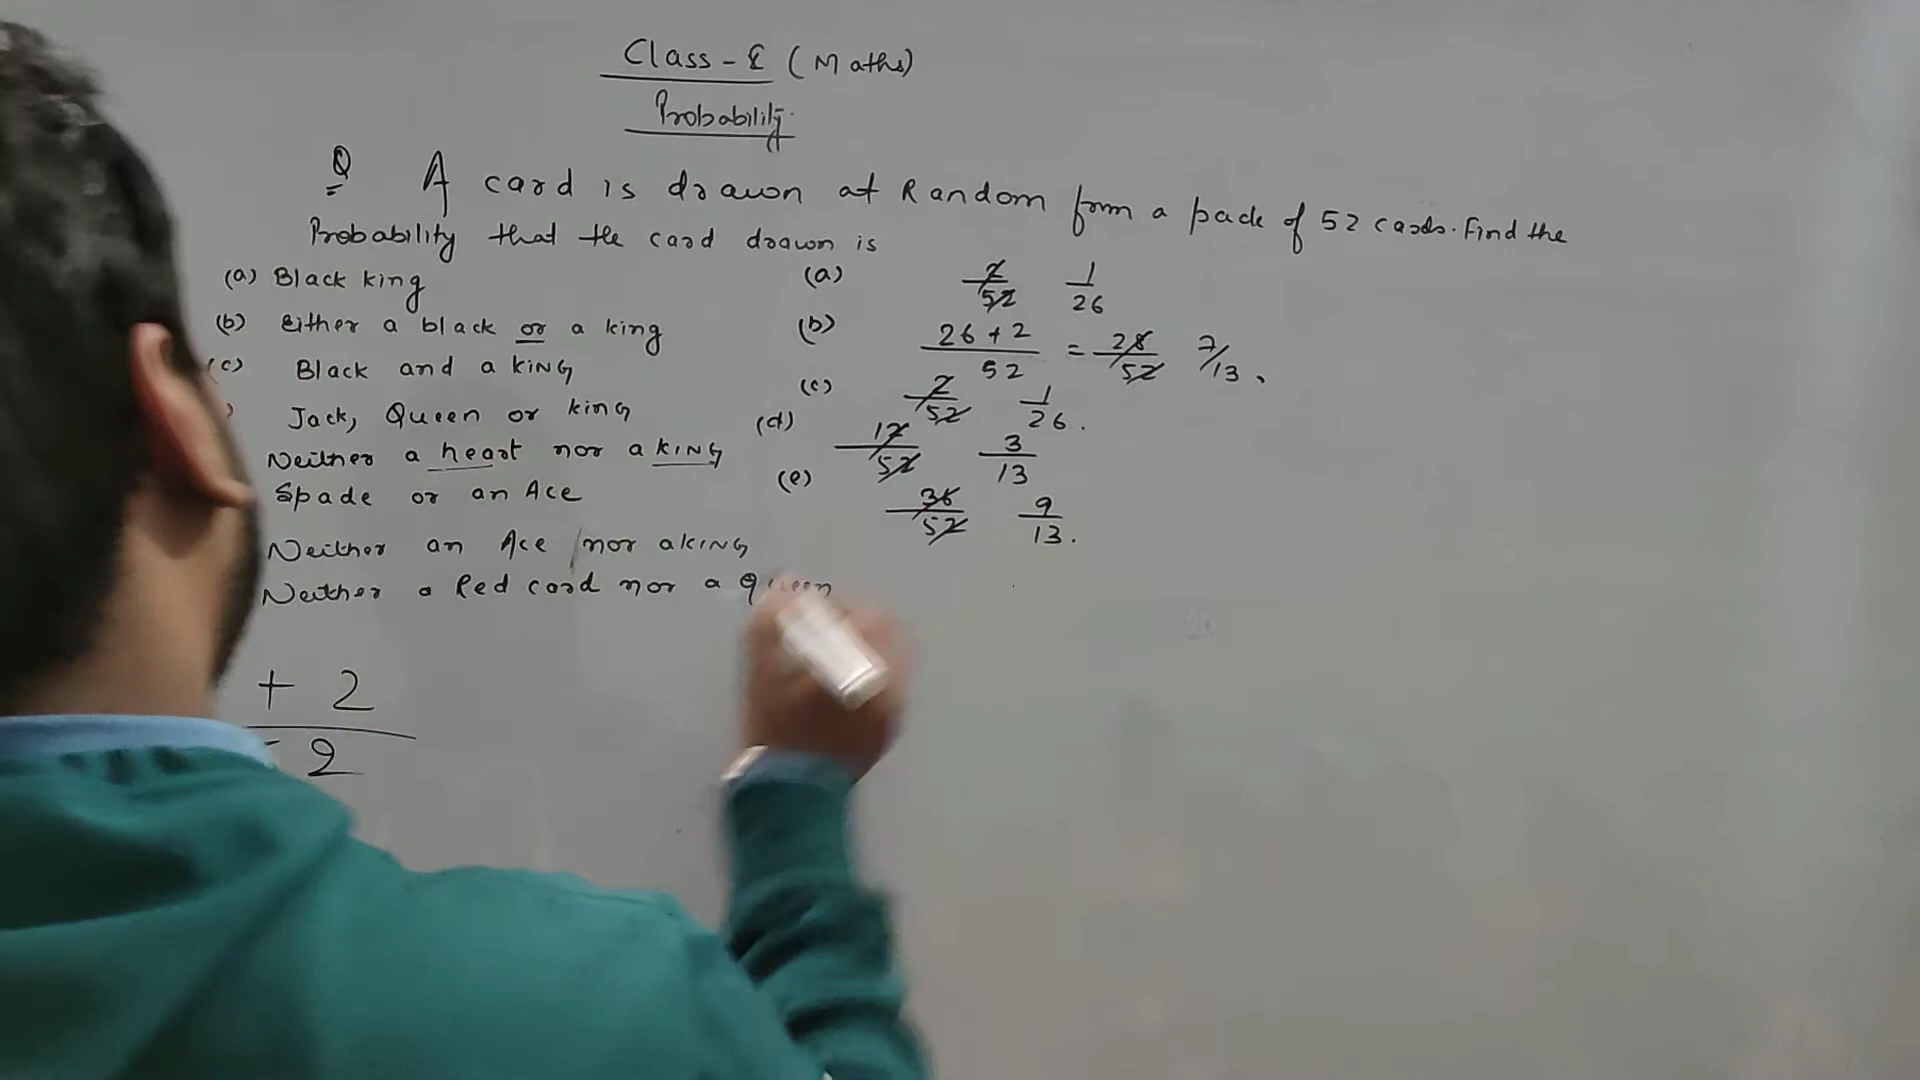 Class - X (Maths)
Probability
Q A card is drawn at Random from a pack of 52 cards. Find the
Probability that the card drawn is
(a) Black king
(b) Either a black or a king
(c) Black and a KING
) Jack, Queen or king
Neither a heart nor a KING
Spade or an Ace
Neither an Ace nor a KING
Neither a Red card nor a Queen
(a) 2/52 1/26
(b) 26+2/52 = 28/52 7/13.
(c) 2/52 1/26.
(d) 12/52 3/13
(e) 36/52 9/13.
+ 2
2